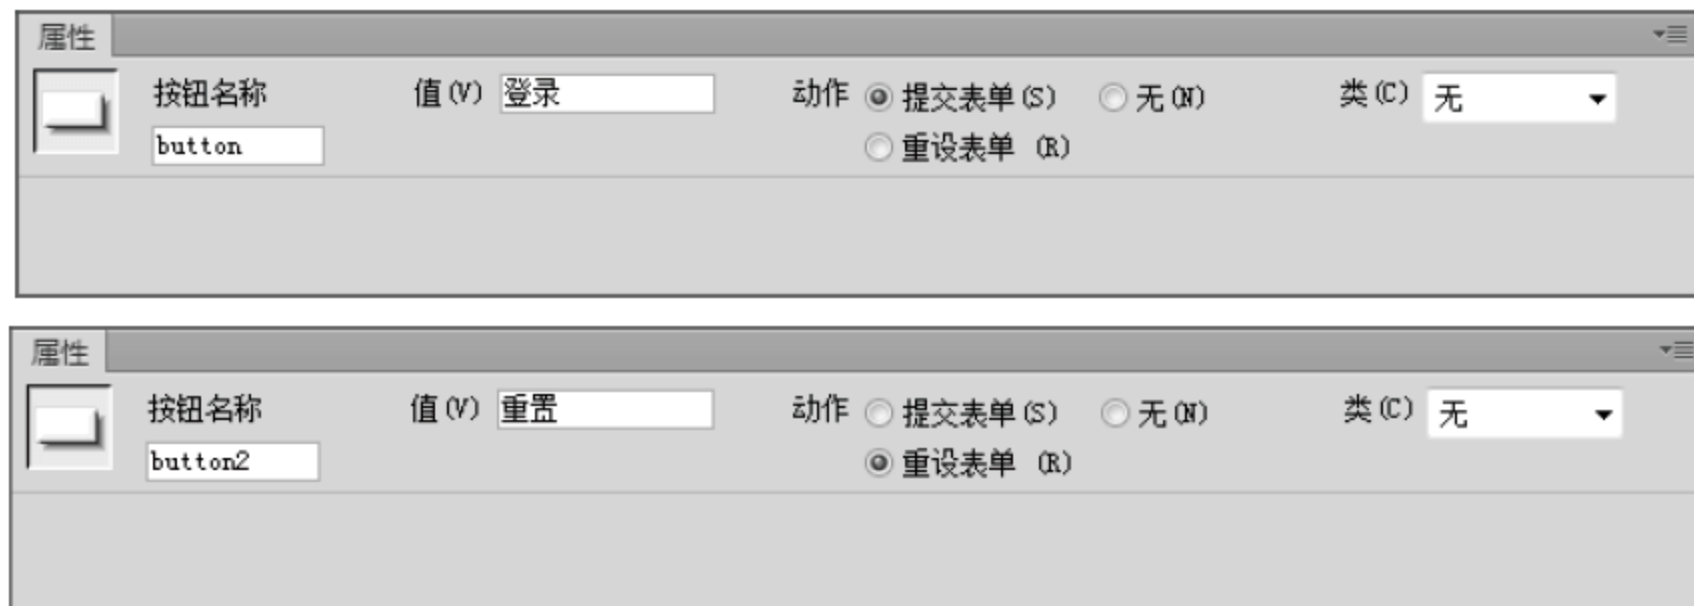 属性
按钮名称 值(V) 登录 动作 提交表单(S) 无(N) 类(C) 无
button 重设表单 (R)
属性
按钮名称 值(V) 重置 动作 提交表单(S) 无(N) 类(C) 无
button2 重设表单 (R)